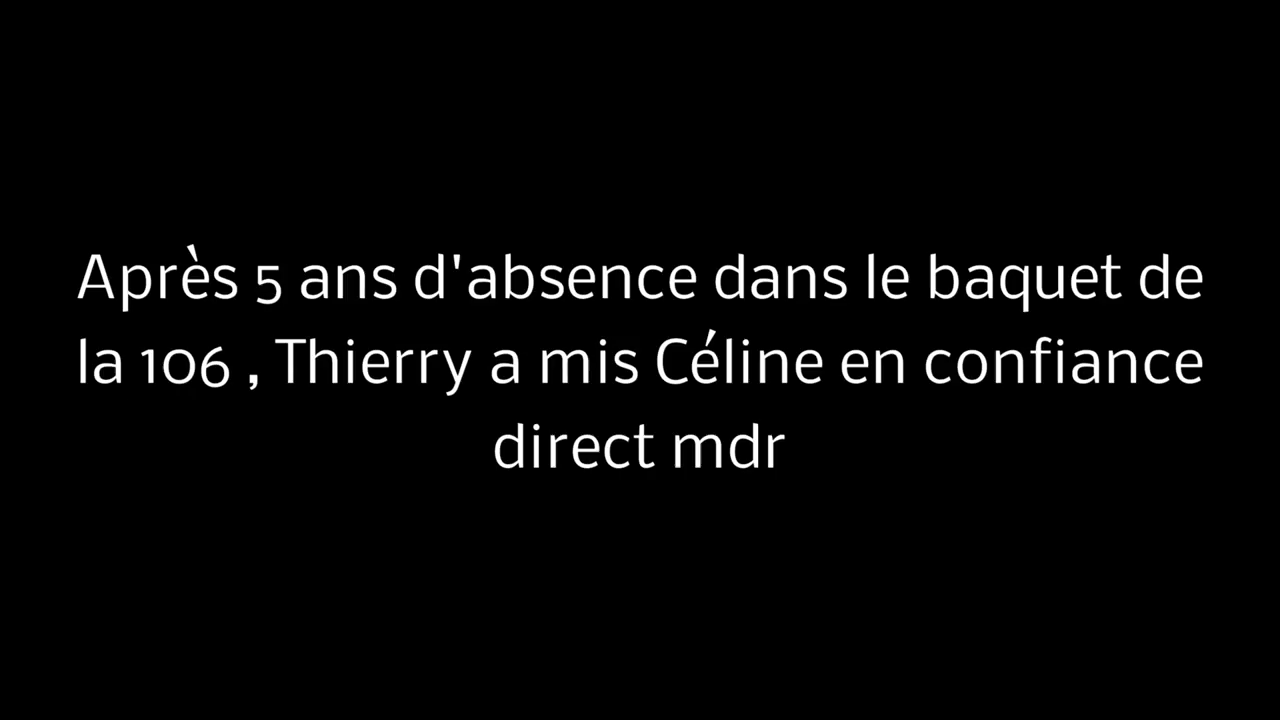 Après 5 ans d'absence dans le baquet de
la 106 , Thierry a mis Céline en confiance
direct mdr